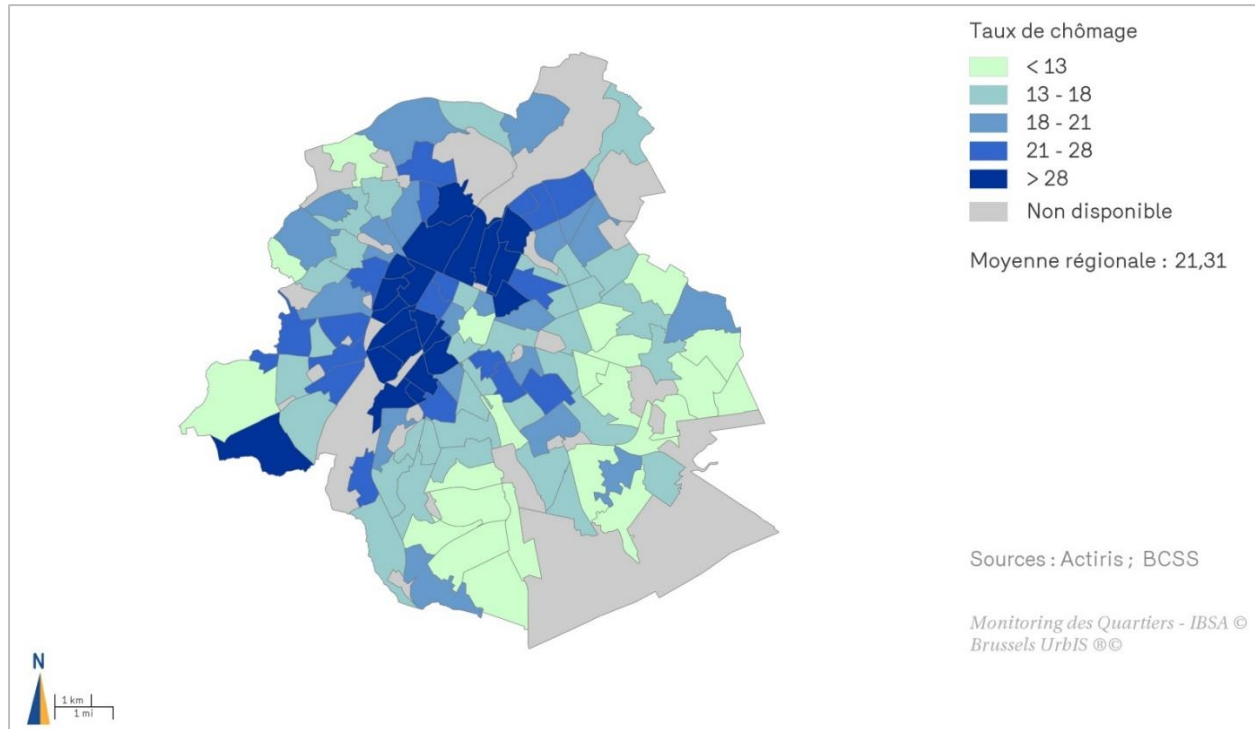 Taux de chômage
< 13
13 - 18
18 - 21
21 - 28
> 28
Non disponible
Moyenne régionale : 21,31
Sources : Actiris ; BCSS
Monitoring des Quartiers - IBSA ©
Brussels UrbIS ®©
N
1 km
1 mi